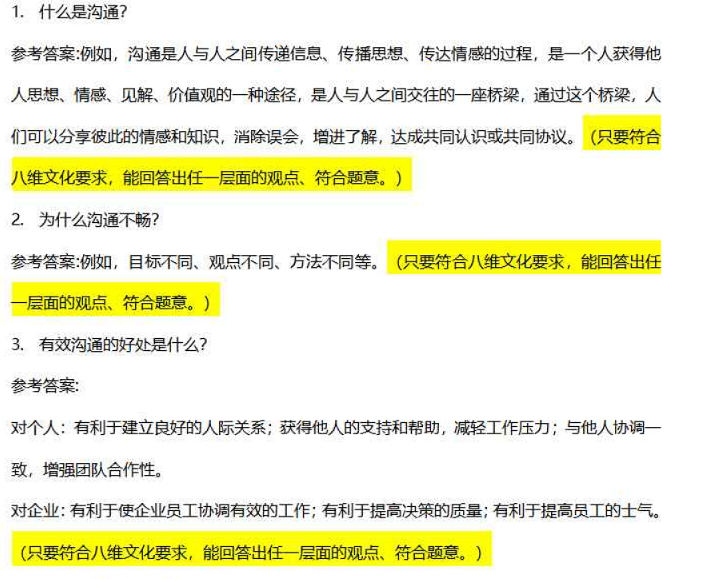 1. 什么是沟通？
参考答案:例如，沟通是人与人之间传递信息、传播思想、传达情感的过程，是一个人获得他
人思想、情感、见解、价值观的一种途径，是人与人之间交往的一座桥梁，通过这个桥梁，人
们可以分享彼此的情感和知识，消除误会，增进了解，达成共同认识或共同协议。（只要符合
八维文化要求，能回答出任一层面的观点、符合题意。）
2. 为什么沟通不畅？
参考答案:例如，目标不同、观点不同、方法不同等。（只要符合八维文化要求，能回答出任
一层面的观点、符合题意。）
3. 有效沟通的好处是什么？
参考答案:
对个人：有利于建立良好的人际关系；获得他人的支持和帮助，减轻工作压力；与他人协调一
致，增强团队合作性。
对企业：有利于使企业员工协调有效的工作；有利于提高决策的质量；有利于提高员工的士气。
（只要符合八维文化要求，能回答出任一层面的观点、符合题意。）